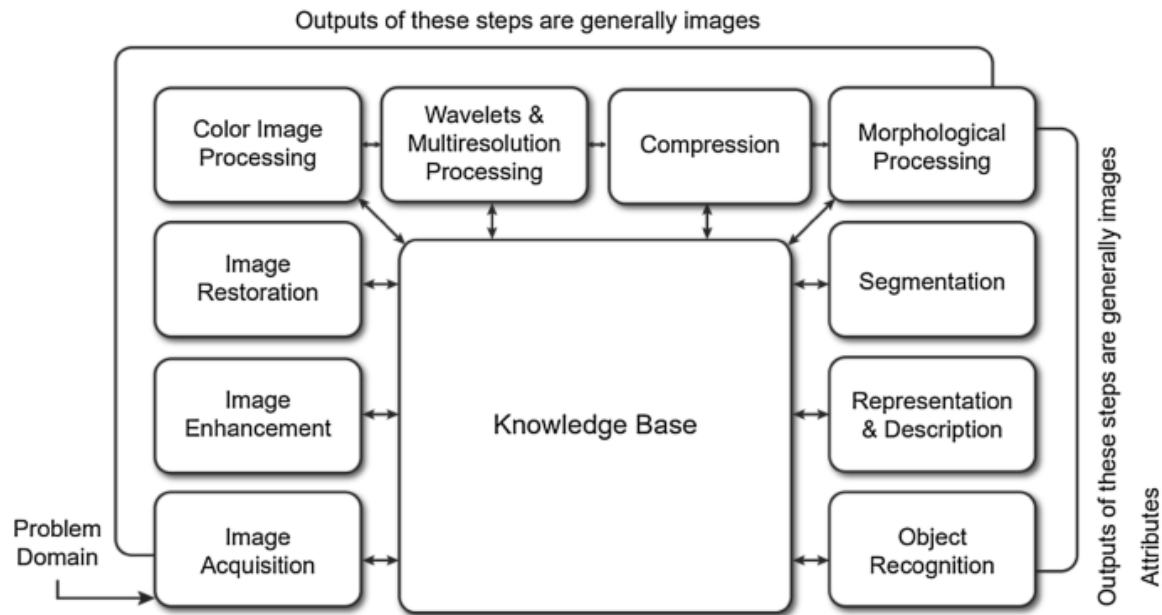 Outputs of these steps are generally images
Color Image
Processing
Wavelets &
Multiresolution
Processing
Compression
Morphological
Processing
Image
Restoration
Segmentation
Image
Enhancement
Knowledge Base
Representation
& Description
Problem
Domain
Image
Acquisition
Object
Recognition
Outputs of these steps are generally images
Attributes